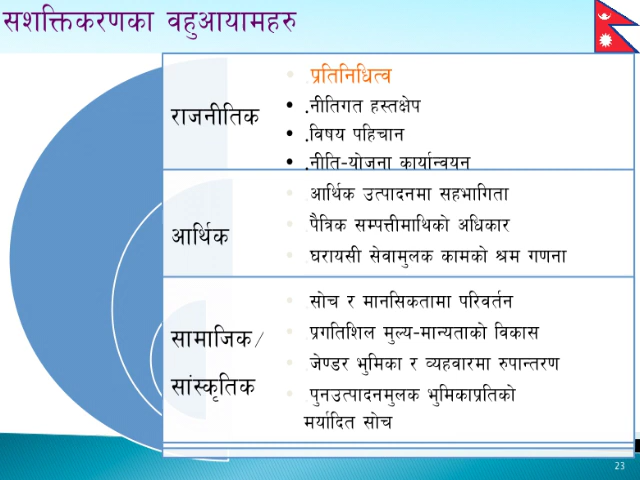 सशक्तिकरणका वहुआयामहरु
राजनीतिक
प्रतिनिधित्व
.नीतिगत हस्तक्षेप
.विषय पहिचान
.नीति-योजना कार्यान्वयन
आर्थिक
आर्थिक उत्पादनमा सहभागिता
पैत्रिक सम्पत्तीमाथिको अधिकार
घरायसी सेवामुलक कामको श्रम गणना
सामाजिक/
सांस्कृतिक
सोच र मानसिकतामा परिवर्तन
प्रगतिशिल मुल्य-मान्यताको विकास
जेण्डर भुमिका र व्यहवारमा रुपान्तरण
पुनउत्पादनमुलक भुमिकाप्रतिको
मर्यादित सोच
23